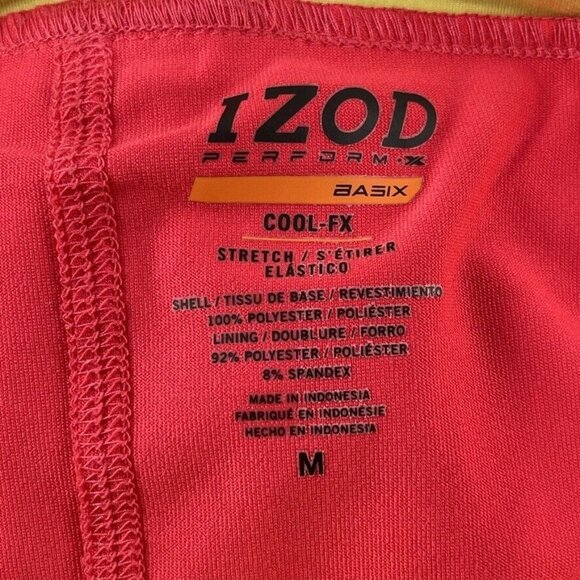 IZOD
PERFORM-X
BASIX
COOL-FX
STRETCH / S'ÉTIRER
ELÁSTICO
SHELL / TISSU DE BASE / REVESTIMIENTO
100% POLYESTER / POLIÉSTER
LINING / DOUBLURE / FORRO
92% POLYESTER / POLIÉSTER
8% SPANDEX
MADE IN INDONESIA
FABRIQUÉ EN INDONÉSIE
HECHO EN INDONESIA
M